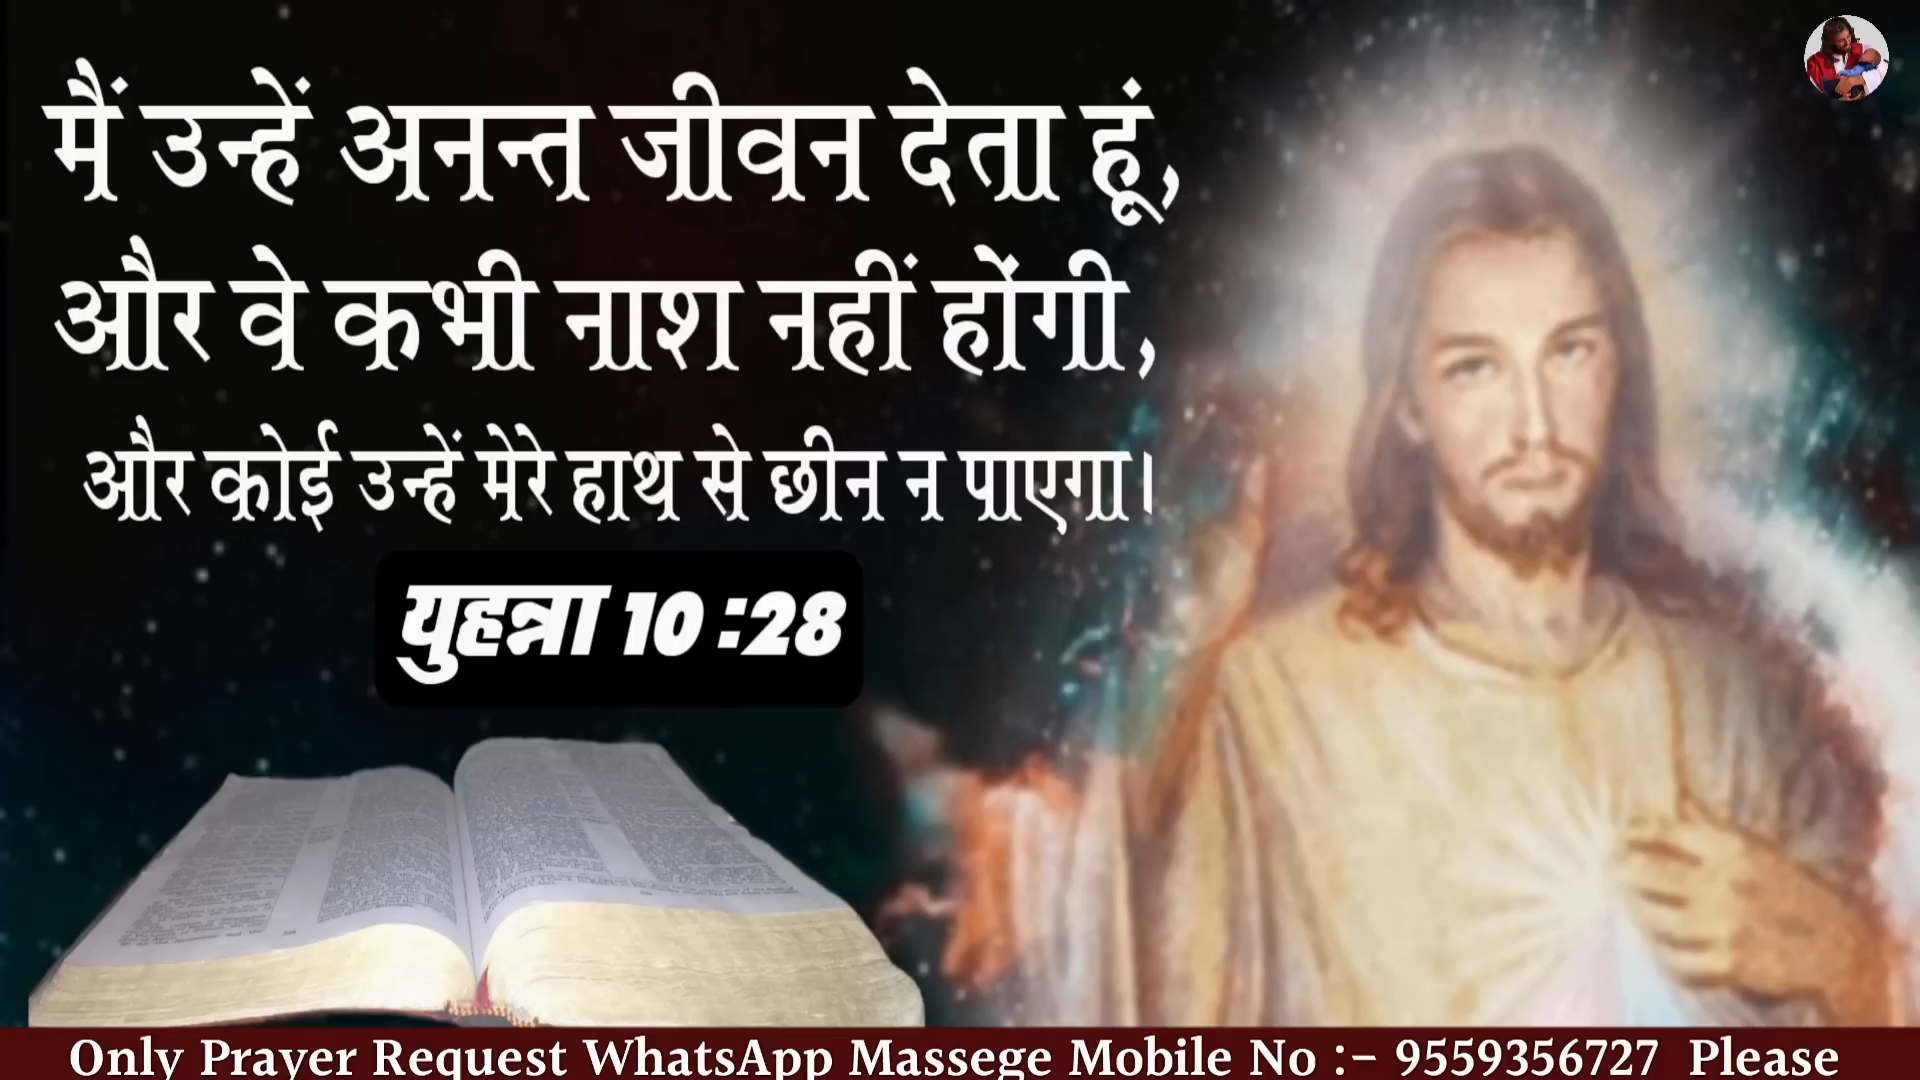 मैं उन्हें अनन्त जीवन देता हूं,
और वे कभी नाश नहीं होंगी,
और कोई उन्हें मेरे हाथ से छीन न पाएगा।
युहन्ना 10 :28
Only Prayer Request WhatsApp Massege Mobile No :- 9559356727 Please